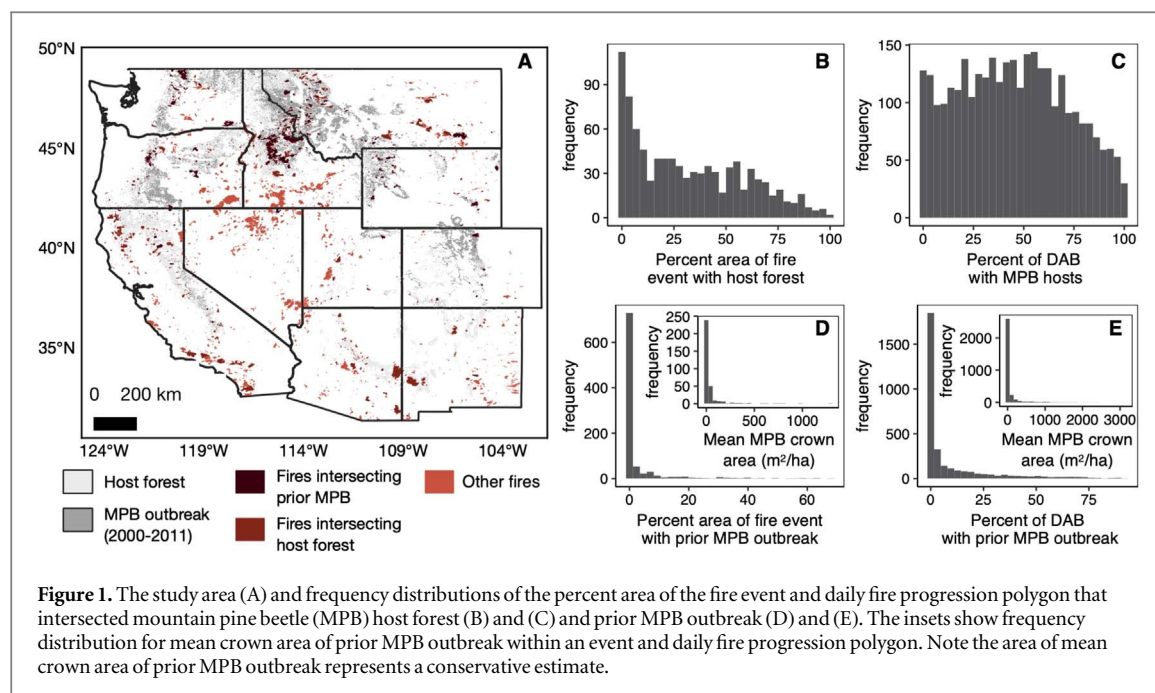 50°N
45°N
40°N
35°N
A
0 200 km
124°W 119°W 114°W 109°W 104°W
Host forest
MPB outbreak
(2000-2011)
Fires intersecting
prior MPB
Fires intersecting
host forest
Other fires
B
frequency
90
60
30
0
0 25 50 75 100
Percent area of fire
event with host forest
C
frequency
150
100
50
0
0 25 50 75 100
Percent of DAB
with MPB hosts
D
frequency
600
400
200
0
0 20 40 60
Percent area of fire event
with prior MPB outbreak
frequency
250
200
150
100
50
0
0 500 1000
Mean MPB crown
area (m²/ha)
E
frequency
1500
1000
500
0
0 25 50 75
Percent of DAB
with prior MPB outbreak
frequency
2000
1000
0
0 1000 2000 3000
Mean MPB crown
area (m²/ha)
Figure 1. The study area (A) and frequency distributions of the percent area of the fire event and daily fire progression polygon that
intersected mountain pine beetle (MPB) host forest (B) and (C) and prior MPB outbreak (D) and (E). The insets show frequency
distribution for mean crown area of prior MPB outbreak within an event and daily fire progression polygon. Note the area of mean
crown area of prior MPB outbreak represents a conservative estimate.